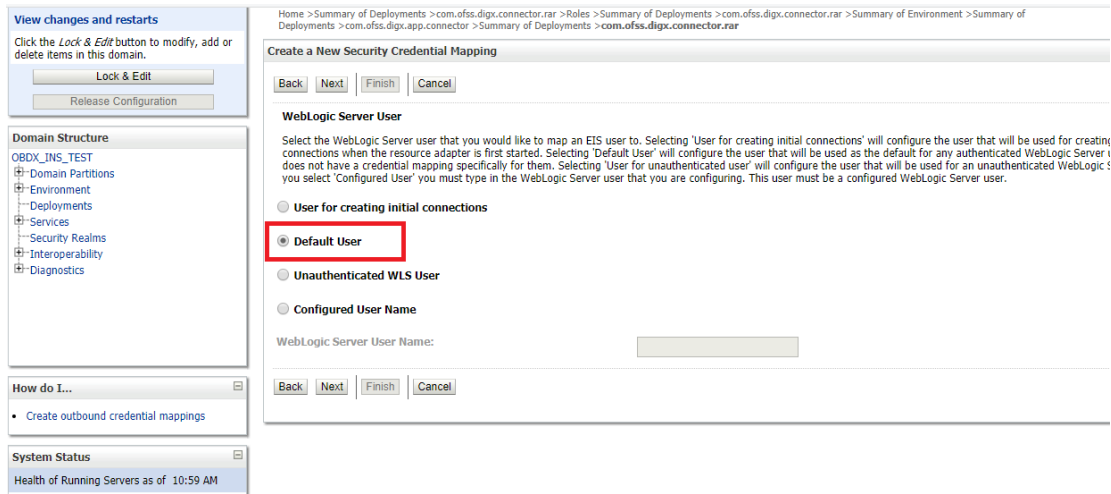 View changes and restarts
Click the Lock & Edit button to modify, add or
delete items in this domain.
Lock & Edit
Release Configuration
Domain Structure
OBDX_INS_TEST
Domain Partitions
Environment
Deployments
Services
Security Realms
Interoperability
Diagnostics
How do I...
Create outbound credential mappings
System Status
Health of Running Servers as of 10:59 AM
Home >Summary of Deployments >com.ofss.digx.connector.rar >Roles >Summary of Deployments >com.ofss.digx.connector.rar >Summary of Environment >Summary of
Deployments >com.ofss.digx.app.connector >Summary of Deployments >com.ofss.digx.connector.rar
Create a New Security Credential Mapping
Back Next Finish Cancel
WebLogic Server User
Select the WebLogic Server user that you would like to map an EIS user to. Selecting 'User for creating initial connections' will configure the user that will be used for creating
connections when the resource adapter is first started. Selecting 'Default User' will configure the user that will be used as the default for any authenticated WebLogic Server
does not have a credential mapping specifically for them. Selecting 'User for unauthenticated user' will configure the user that will be used for an unauthenticated WebLogic
you select 'Configured User' you must type in the WebLogic Server user that you are configuring. This user must be a configured WebLogic Server user.
User for creating initial connections
Default User
Unauthenticated WLS User
Configured User Name
WebLogic Server User Name:
Back Next Finish Cancel